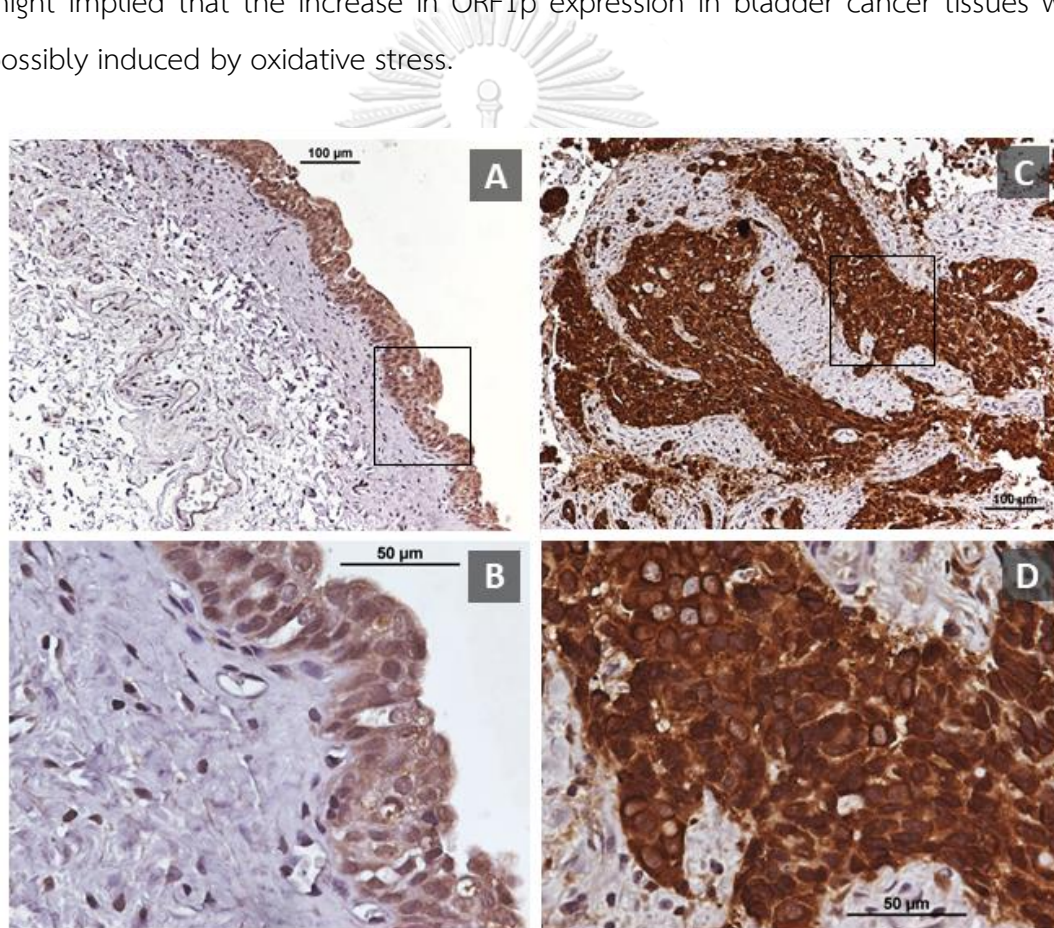 might implied that the increase in ORF1p expression in bladder cancer tissues
possibly induced by oxidative stress.
100 µm
A
C
100 µm
50 µm
B
D
50 µm